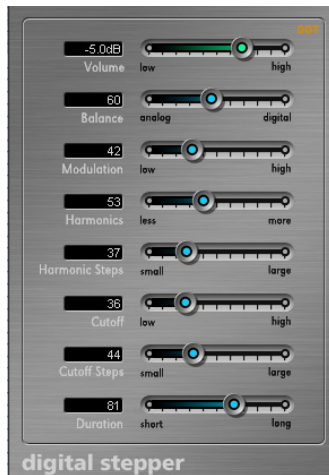 -5.0dB
Volume low high
60
Balance analog digital
42
Modulation low high
53
Harmonics less more
37
Harmonic Steps small large
36
Cutoff low high
44
Cutoff Steps small large
81
Duration short long
digital stepper